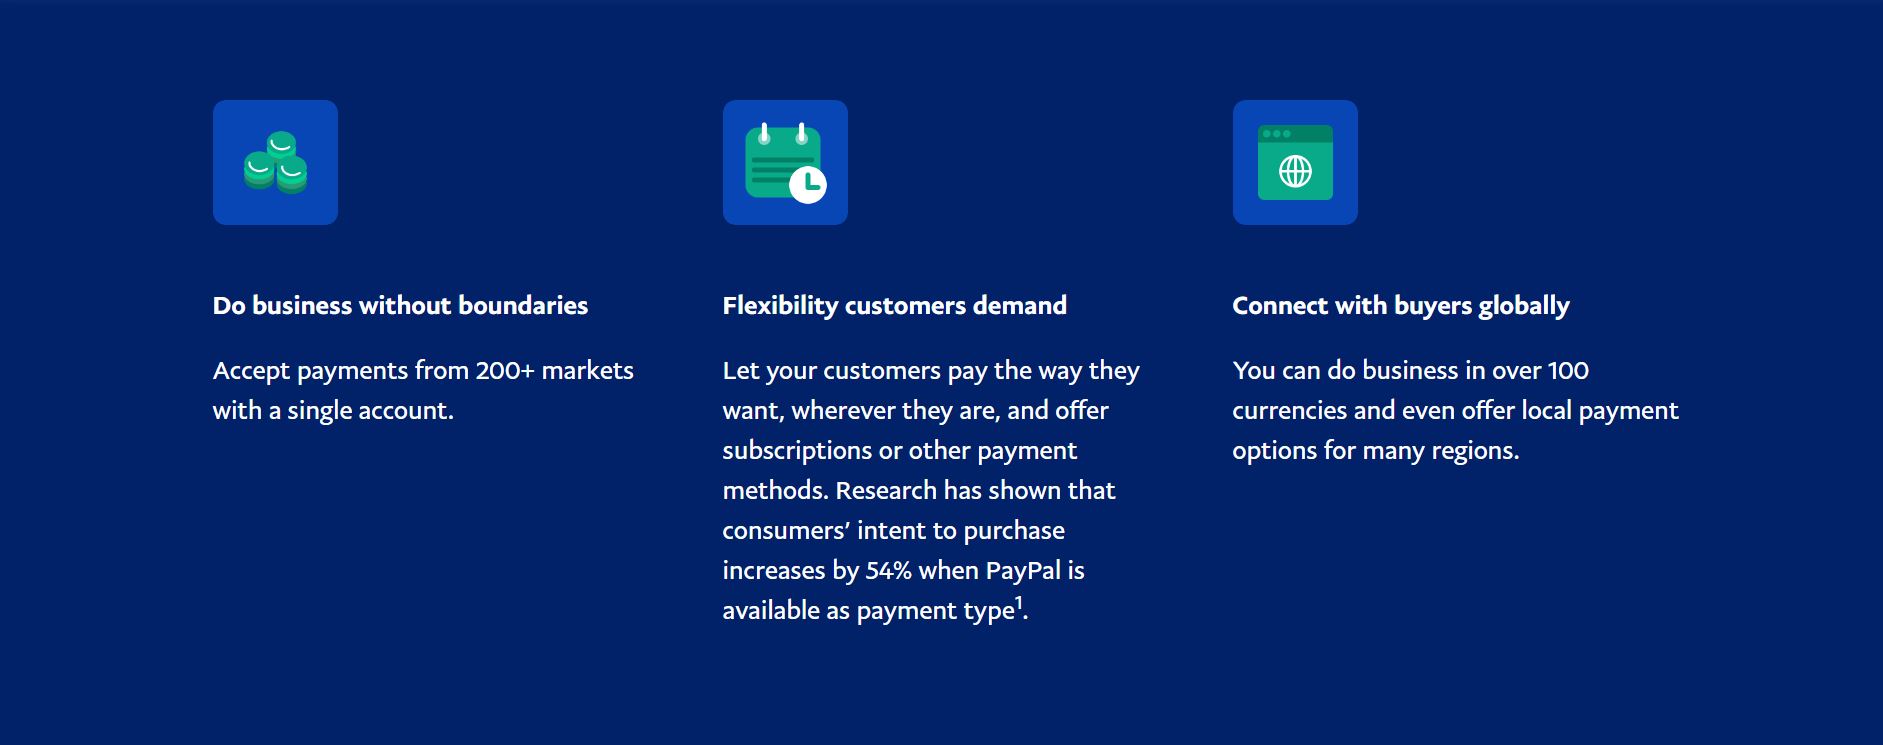 Do business without boundaries
Accept payments from 200+ markets
with a single account.
Flexibility customers demand
Let your customers pay the way they
want, wherever they are, and offer
subscriptions or other payment
methods. Research has shown that
consumers’ intent to purchase
increases by 54% when PayPal is
available as payment type¹.
Connect with buyers globally
You can do business in over 100
currencies and even offer local payment
options for many regions.